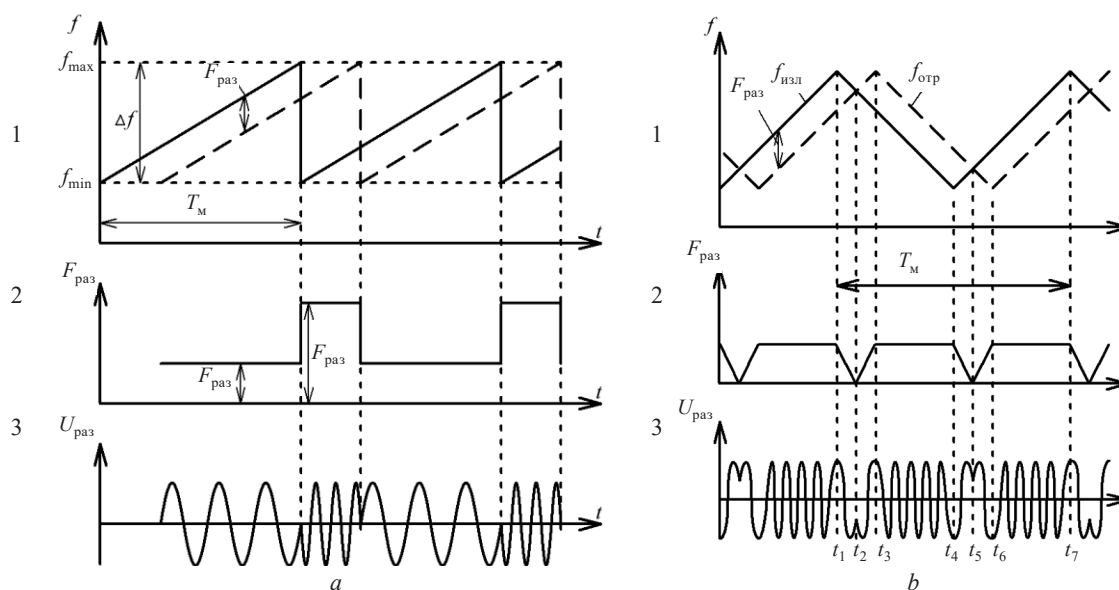 f
f_max
F_раз
Δf
1
f_min
T_м
t
F_раз
2
F_раз
F_раз
t
3
U_раз
t
a
f
F_раз
f_изл
f_отр
1
F_раз
T_м
2
3
U_раз
t_1 t_2 t_3 t_4 t_5 t_6 t_7
b